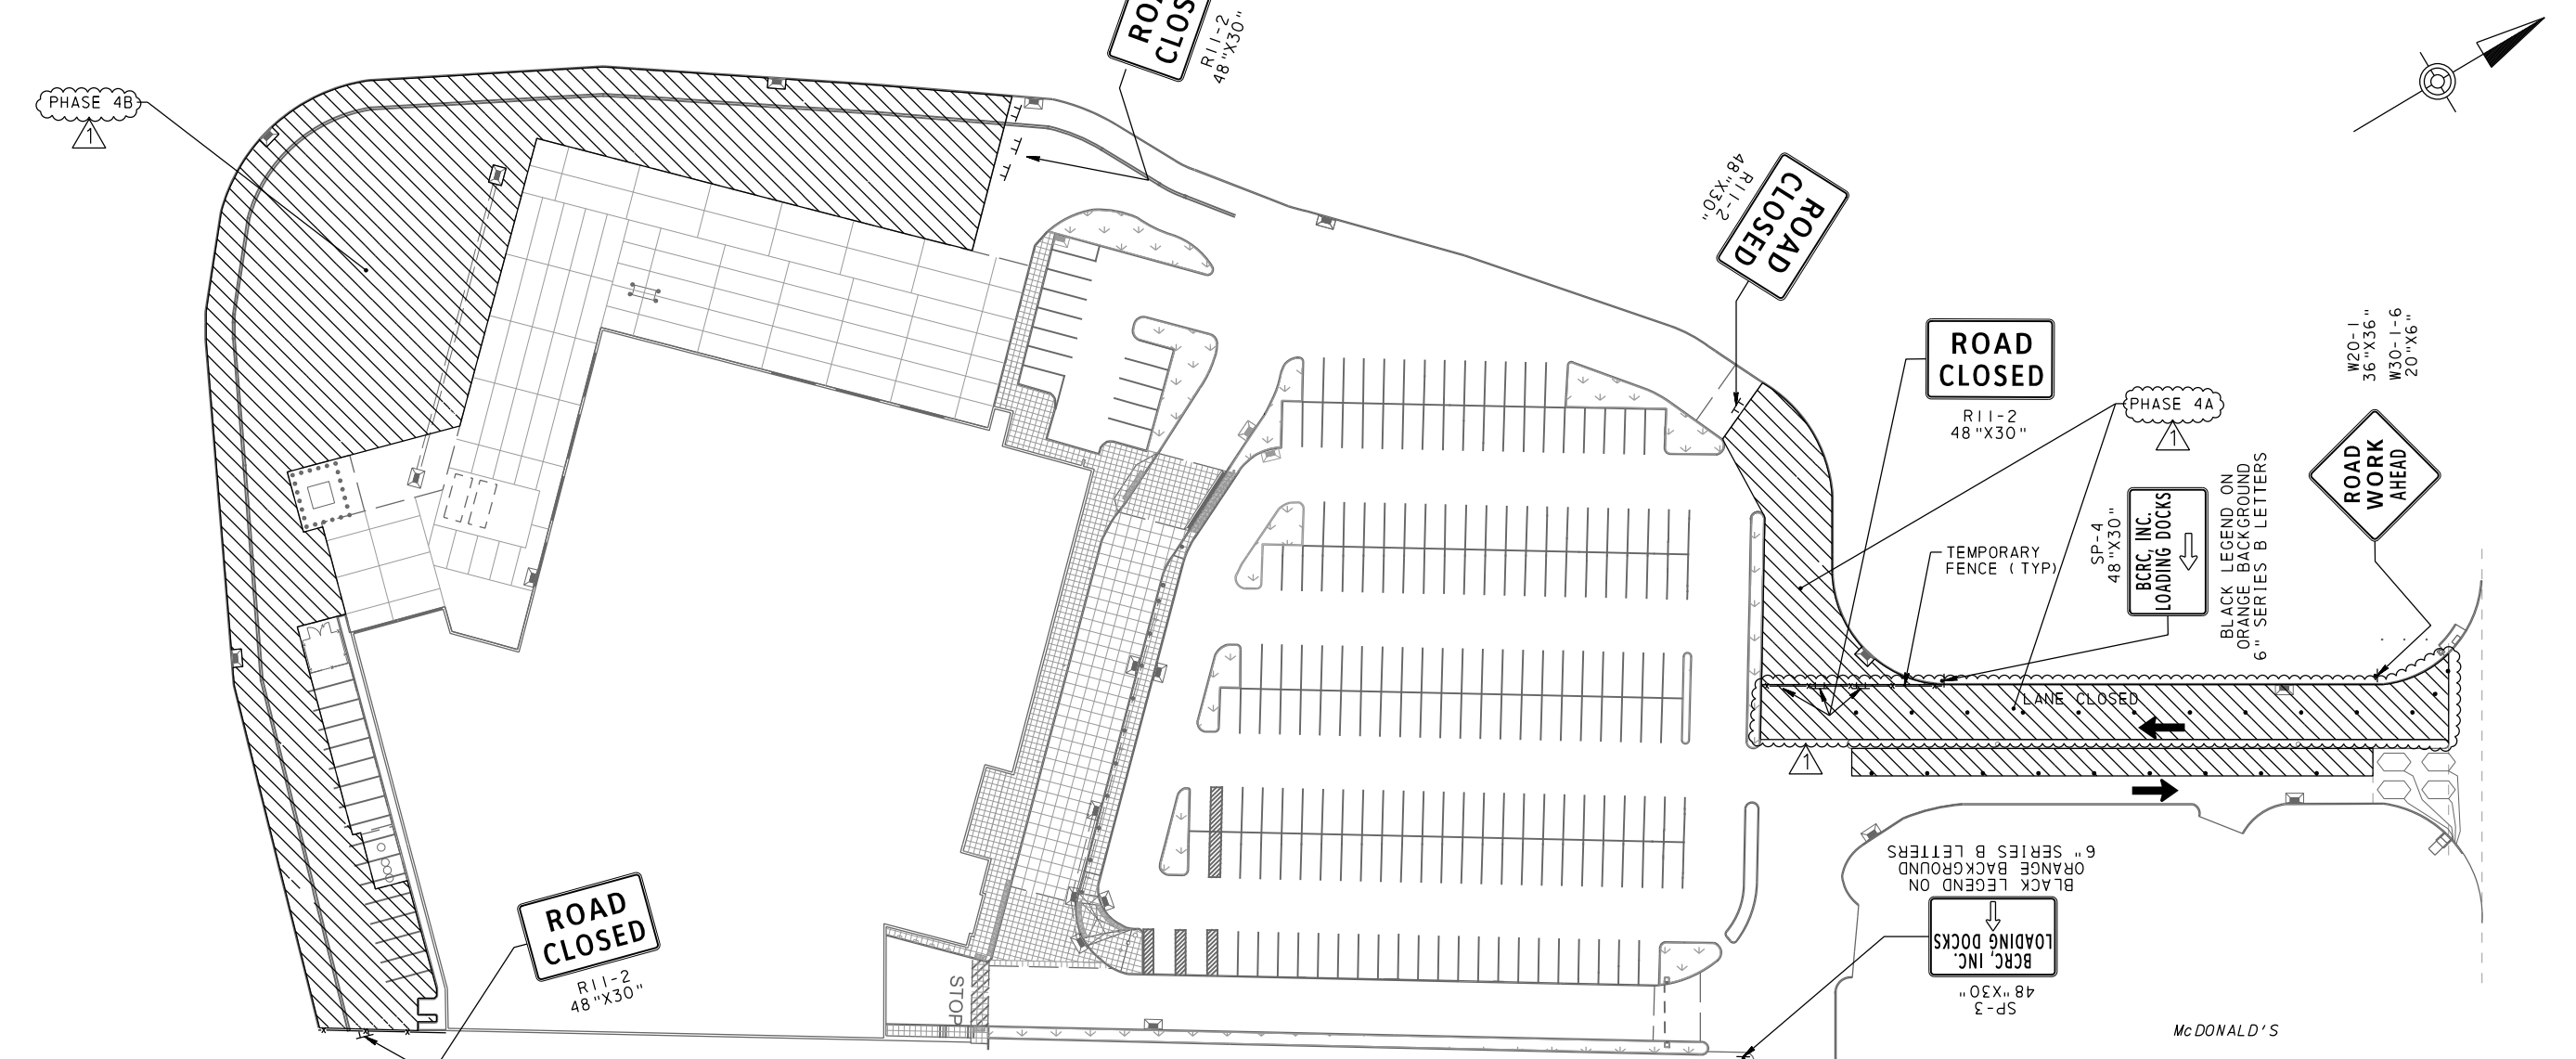 PHASE 4B
1
ROAD
CLOSED
R11-2
48"X30"
ROAD
CLOSED
R11-2
48"X30"
ROAD
CLOSED
R11-2
48"X30"
W20-1
36"X36"
W30-1-6
20"X6"
PHASE 4A
1
ROAD
WORK
AHEAD
BCRC, INC.
LOADING DOCKS
SP-4
48"X30"
BLACK LEGEND ON
ORANGE BACKGROUND
6" SERIES B LETTERS
TEMPORARY
FENCE (TYP)
LANE CLOSED
1
BLACK LEGEND ON
ORANGE BACKGROUND
6" SERIES B LETTERS
BCRC, INC.
LOADING DOCKS
SP-3
48"X30"
ROAD
CLOSED
R11-2
48"X30"
STOP
McDONALD'S